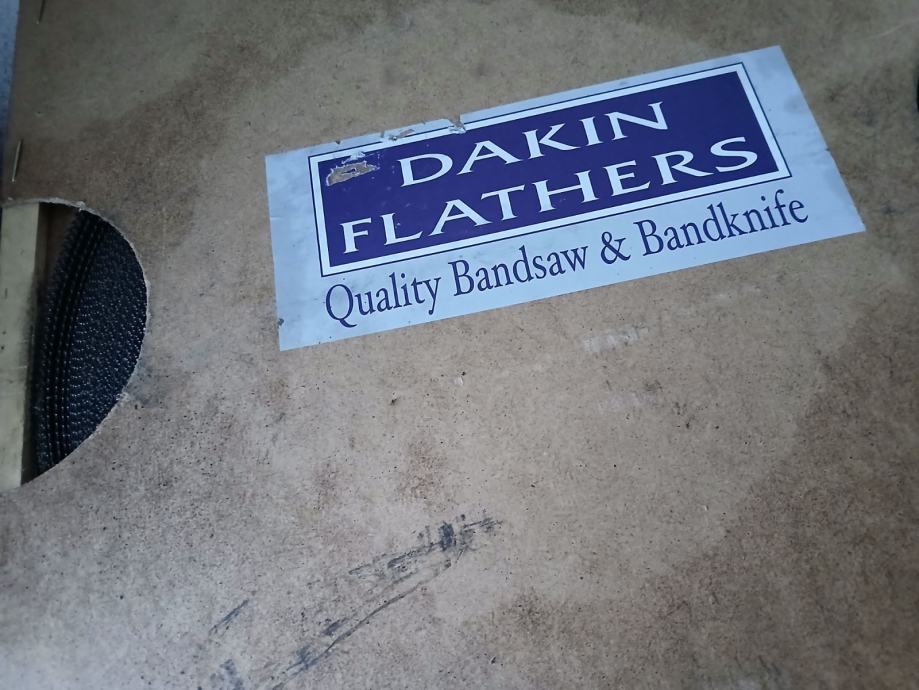 DAKIN
FLATHERS
Quality Bandsaw & Bandknife